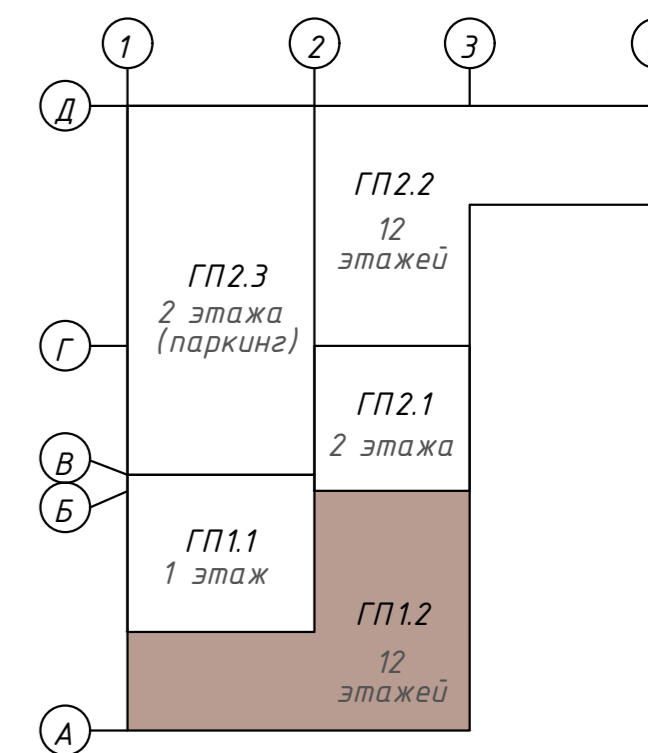 1
2
3
Д
ГП2.2
12
этажей
ГП2.3
2 этажа
(паркинг)
Г
ГП2.1
2 этажа
В
Б
ГП1.1
1 этаж
ГП1.2
12
этажей
А